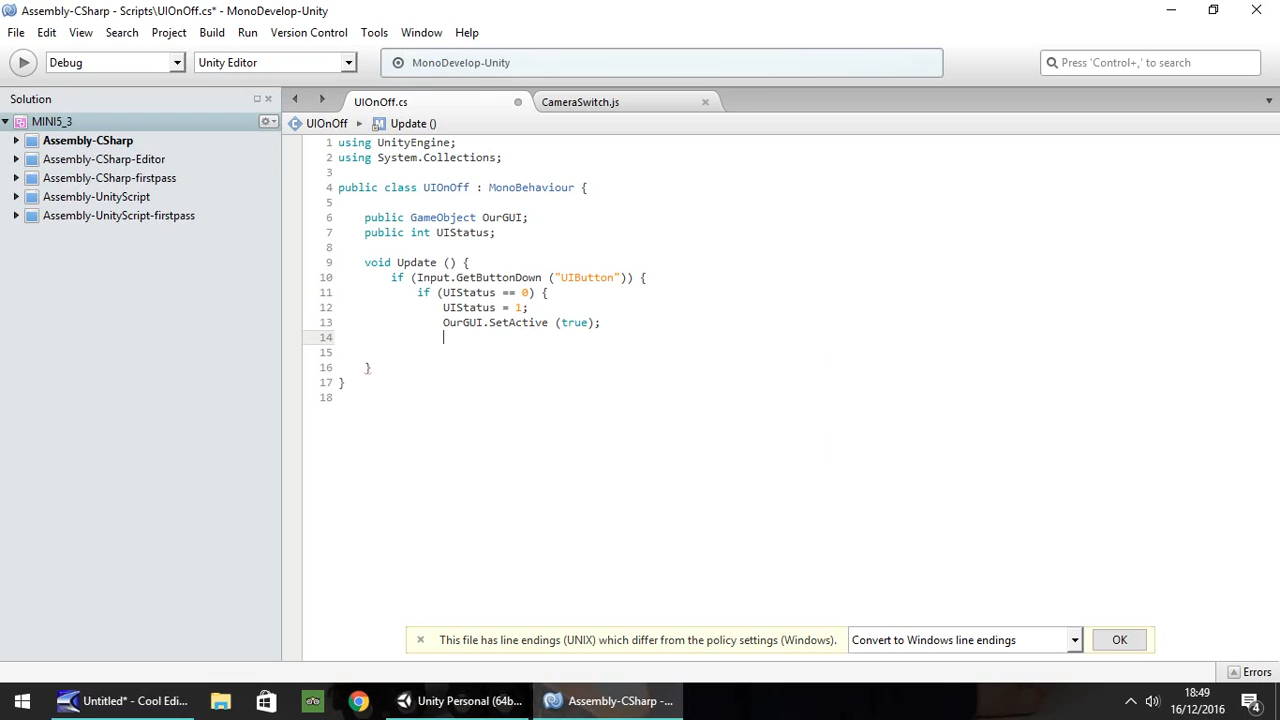 Assembly-CSharp - Scripts\UIOnOff.cs* - MonoDevelop-Unity
File Edit View Search Project Build Run Version Control Tools Window Help
Debug Unity Editor MonoDevelop-Unity Press 'Control+,' to search
Solution UIOnOff.cs CameraSwitch.js
MINI5_3 UIOnOff Update ()
Assembly-CSharp
Assembly-CSharp-Editor
Assembly-CSharp-firstpass
Assembly-UnityScript
Assembly-UnityScript-firstpass
1 using UnityEngine;
2 using System.Collections;
3
4 public class UIOnOff : MonoBehaviour {
5
6 public GameObject OurGUI;
7 public int UIStatus;
8
9 void Update () {
10 if (Input.GetButtonDown ("UIButton")) {
11 if (UIStatus == 0) {
12 UIStatus = 1;
13 OurGUI.SetActive (true);
14
15
16 }
17 }
18
This file has line endings (UNIX) which differ from the policy settings (Windows). Convert to Windows line endings OK
Errors
Untitled* - Cool Edi... Unity Personal (64b... Assembly-CSharp -... 18:49
16/12/2016 4